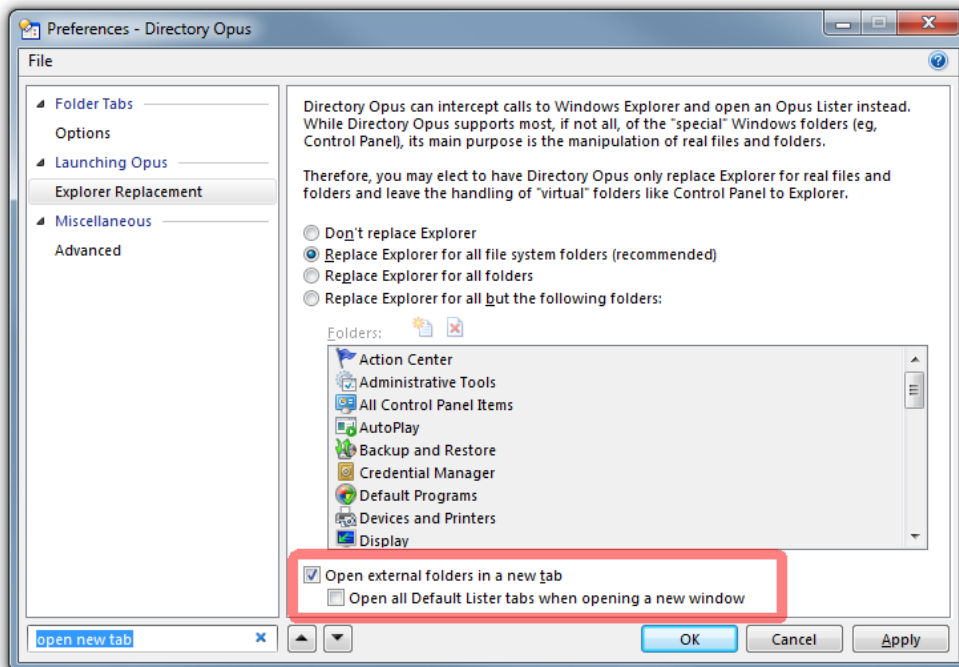 Preferences - Directory Opus
File
Folder Tabs
Options
Launching Opus
Explorer Replacement
Miscellaneous
Advanced
Directory Opus can intercept calls to Windows Explorer and open an Opus Lister instead.
While Directory Opus supports most, if not all, of the "special" Windows folders (eg,
Control Panel), its main purpose is the manipulation of real files and folders.
Therefore, you may elect to have Directory Opus only replace Explorer for real files and
folders and leave the handling of "virtual" folders like Control Panel to Explorer.
Don't replace Explorer
Replace Explorer for all file system folders (recommended)
Replace Explorer for all folders
Replace Explorer for all but the following folders:
Folders:
Action Center
Administrative Tools
All Control Panel Items
AutoPlay
Backup and Restore
Credential Manager
Default Programs
Devices and Printers
Display
Open external folders in a new tab
Open all Default Lister tabs when opening a new window
open new tab
OK
Cancel
Apply